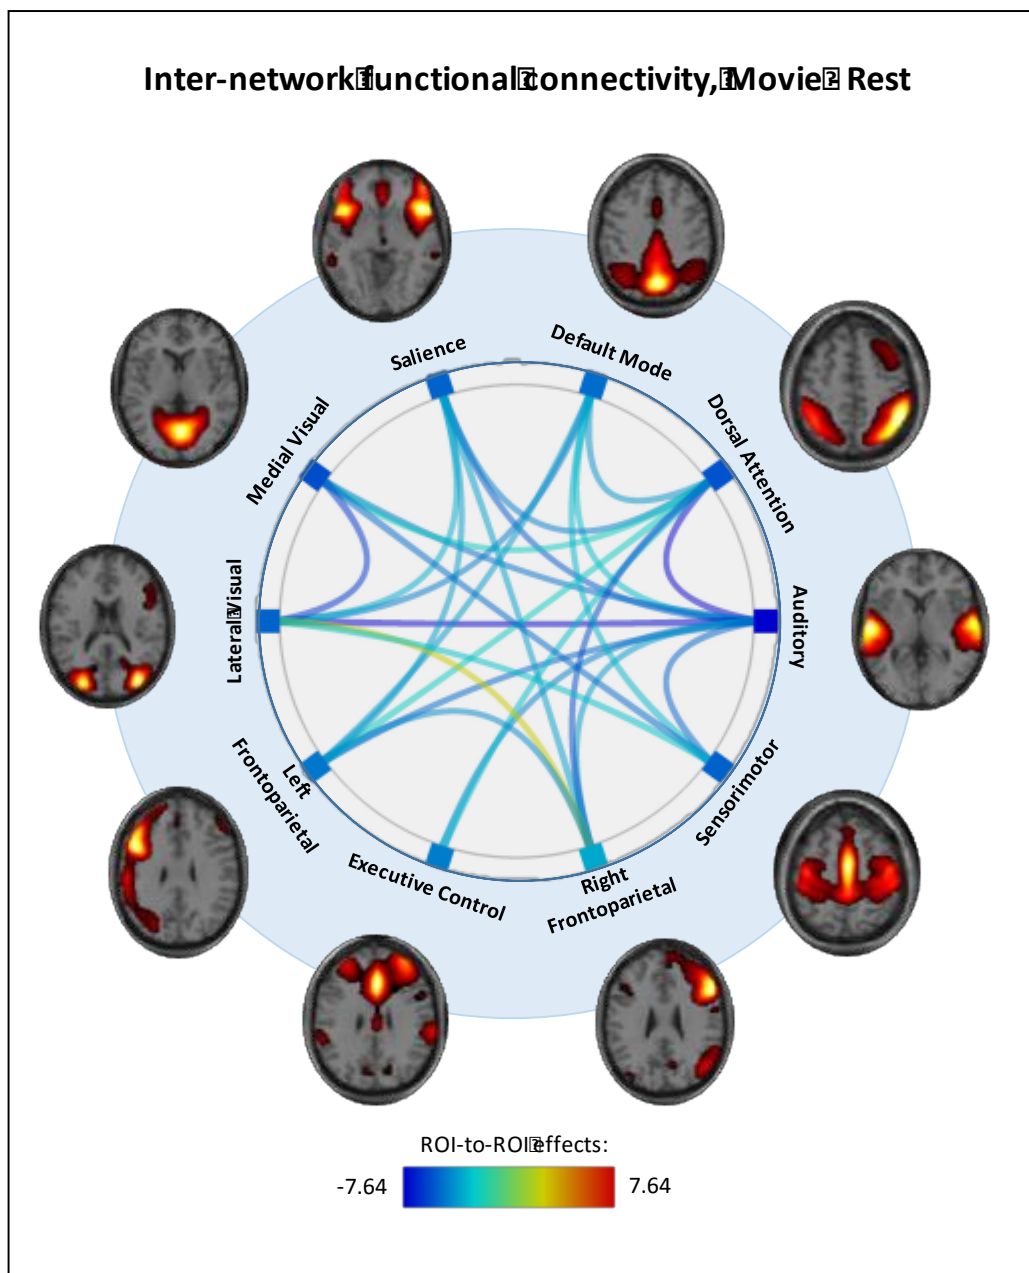 Inter-network functional connectivity, Movie - Rest
Salience
Default Mode
Medial Visual
Dorsal Attention
Lateral Visual
Auditory
Left
Frontoparietal
Sensorimotor
Executive Control
Right
Frontoparietal
ROI-to-ROI effects:
-7.64
7.64